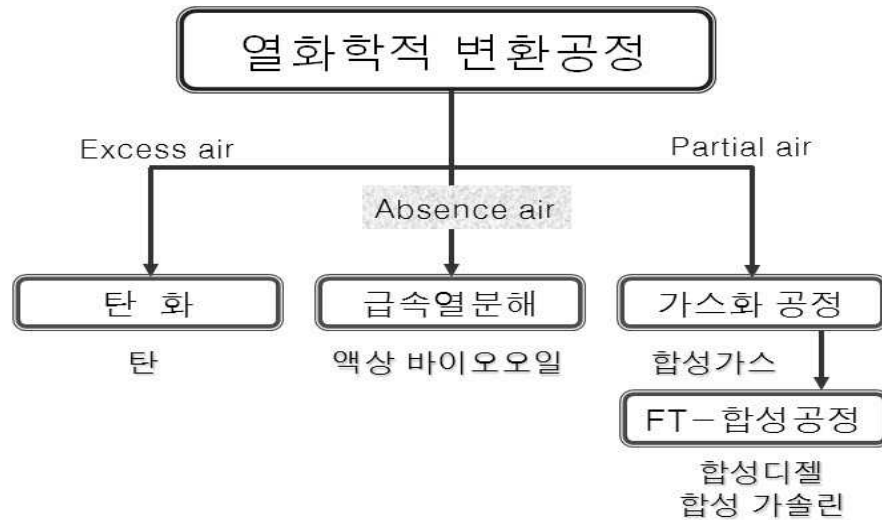 열화학적 변환공정
Excess air
Partial air
Absence air
탄 화
급속열분해
가스화 공정
탄
액상 바이오오일
합성가스
FT-합성공정
합성디젤
합성 가솔린